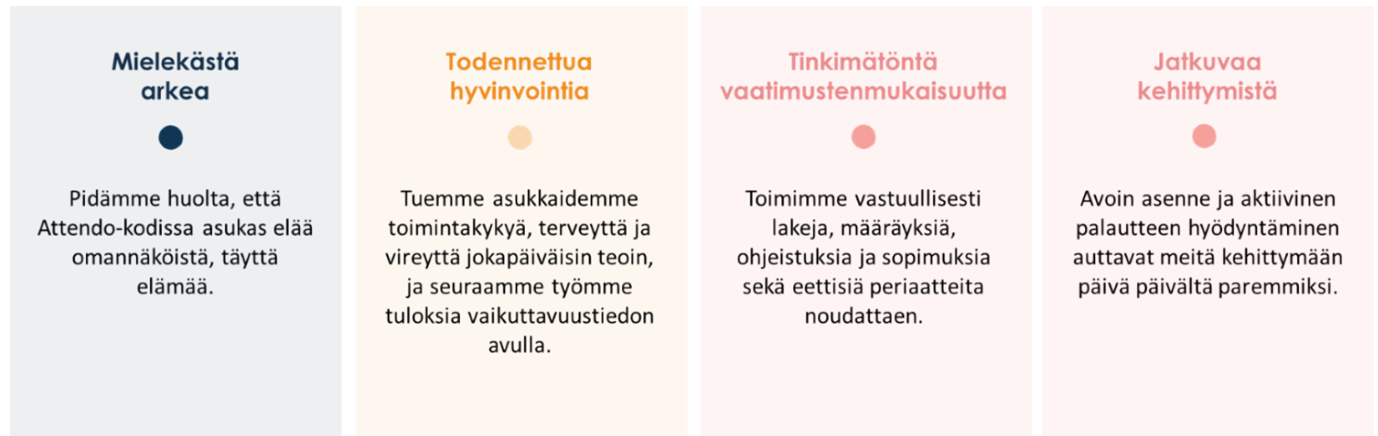 Mielekästä
arkea
Pidämme huolta, että
Attendo-kodissa asukas elää
omannäköistä, täyttä
elämää.
Todennettua
hyvinvointia
Tuemme asukkaidemme
toimintakykyä, terveyttä ja
vireyttä jokapäiväisin teoin,
ja seuraamme työmme
tuloksia vaikuttavuustiedon
avulla.
Tinkimätöntä
vaatimustenmukaisuutta
Toimimme vastuullisesti
lakeja, määräyksiä,
ohjeistuksia ja sopimuksia
sekä eettisiä periaatteita
noudattaen.
Jatkuvaa
kehittymistä
Avoin asenne ja aktiivinen
palautteen hyödyntäminen
auttavat meitä kehittymään
päivä päivältä paremmiksi.